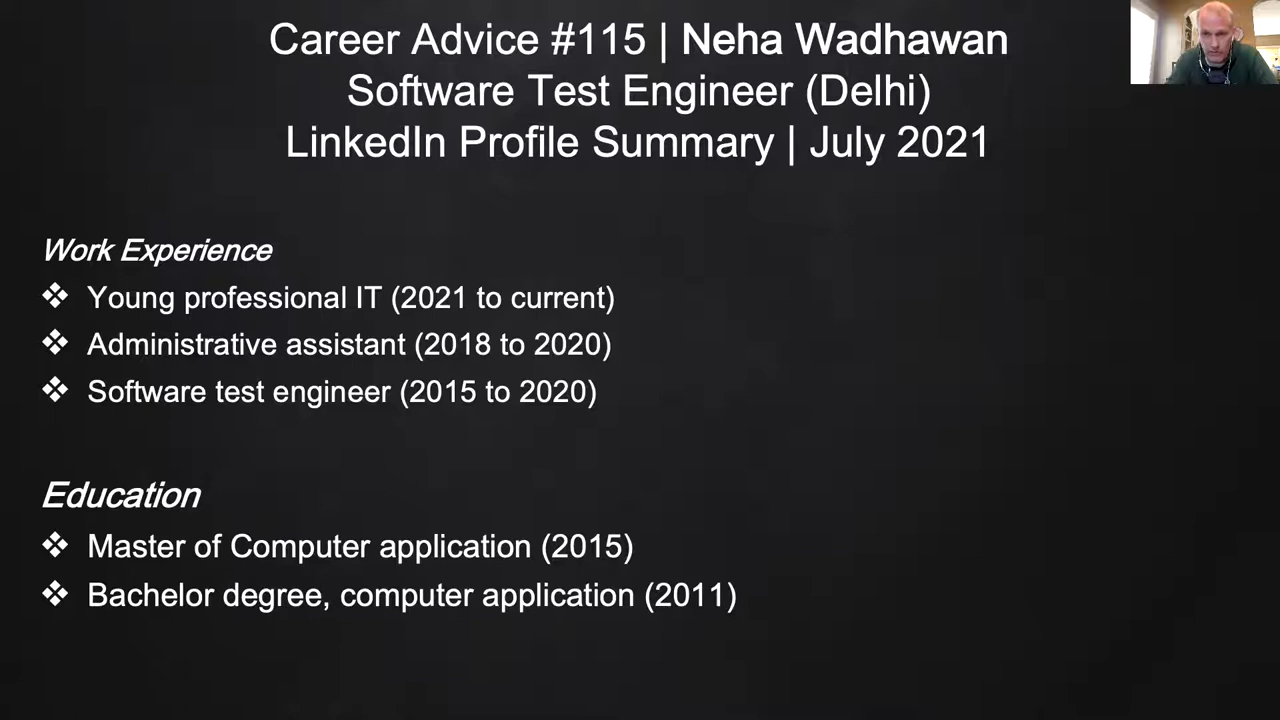 Career Advice #115 | Neha Wadhawan
Software Test Engineer (Delhi)
LinkedIn Profile Summary | July 2021
Work Experience
❖ Young professional IT (2021 to current)
❖ Administrative assistant (2018 to 2020)
❖ Software test engineer (2015 to 2020)
Education
❖ Master of Computer application (2015)
❖ Bachelor degree, computer application (2011)